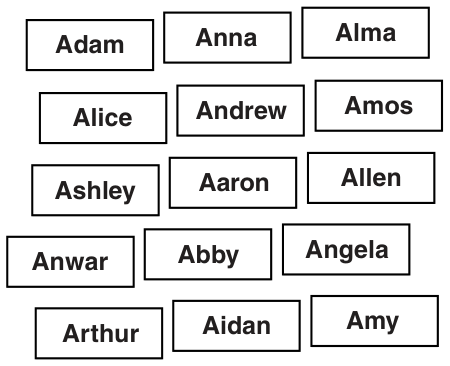 Adam Anna Alma
Alice Andrew Amos
Ashley Aaron Allen
Anwar Abby Angela
Arthur Aidan Amy